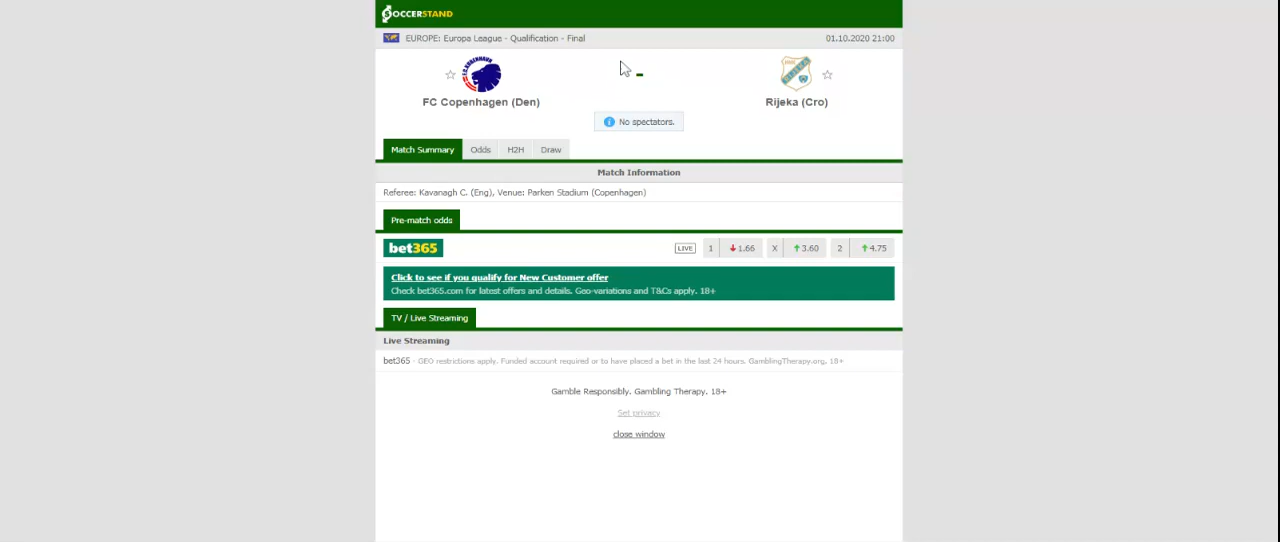 SOCCERSTAND
EUROPE: Europa League - Qualification - Final 01.10.2020 21:00
-
FC Copenhagen (Den) Rijeka (Cro)
No spectators.
Match Summary Odds H2H Draw
Match Information
Referee: Kavanagh C. (Eng), Venue: Parken Stadium (Copenhagen)
Pre-match odds
bet365 LIVE 1 1.66 X 3.60 2 4.75
Click to see if you qualify for New Customer offer
Check bet365.com for latest offers and details. Geo-variations and T&Cs apply. 18+
TV / Live Streaming
Live Streaming
bet365 - GEO restrictions apply. Funded account required or to have placed a bet in the last 24 hours. GamblingTherapy.org, 18+
Gamble Responsibly. Gambling Therapy. 18+
Set privacy
close window